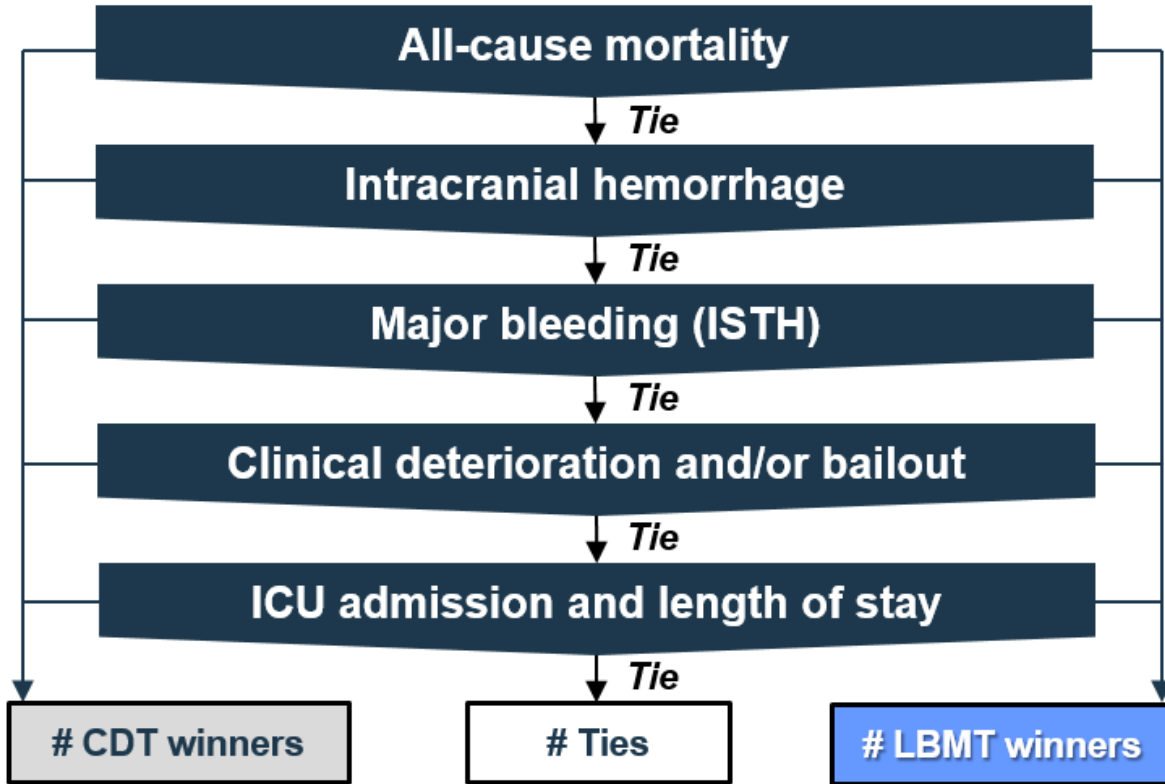 All-cause mortality
Tie
Intracranial hemorrhage
Tie
Major bleeding (ISTH)
Tie
Clinical deterioration and/or bailout
Tie
ICU admission and length of stay
Tie
# CDT winners
# Ties
# LBMT winners